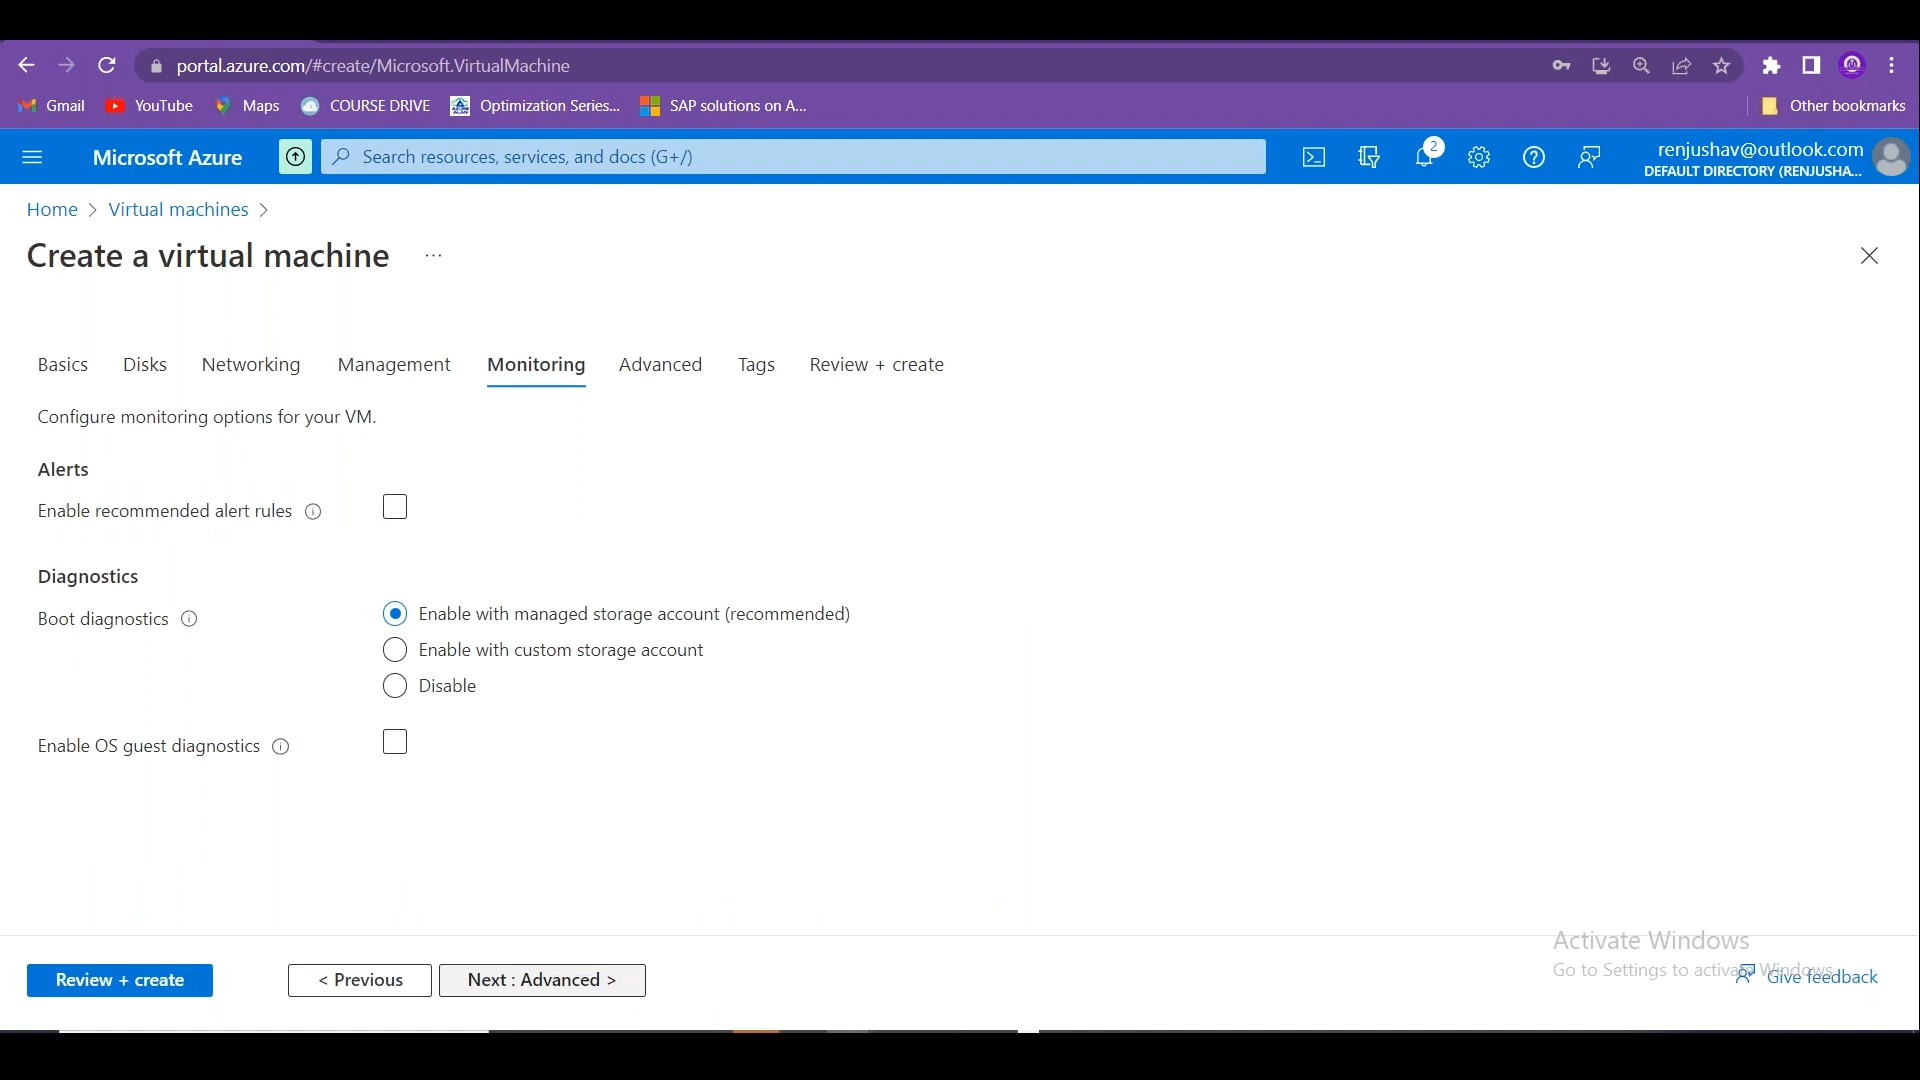 portal.azure.com/#create/Microsoft.VirtualMachine
Gmail YouTube Maps COURSE DRIVE Optimization Series... SAP solutions on A... Other bookmarks
Microsoft Azure Search resources, services, and docs (G+/) 2 renjushav@outlook.com
DEFAULT DIRECTORY (RENJUSHA...
Home > Virtual machines >
Create a virtual machine ...
Basics Disks Networking Management Monitoring Advanced Tags Review + create
Configure monitoring options for your VM.
Alerts
Enable recommended alert rules
Diagnostics
Boot diagnostics Enable with managed storage account (recommended)
Enable with custom storage account
Disable
Enable OS guest diagnostics
Activate Windows
Go to Settings to activate Windows.
Review + create < Previous Next : Advanced > Give feedback